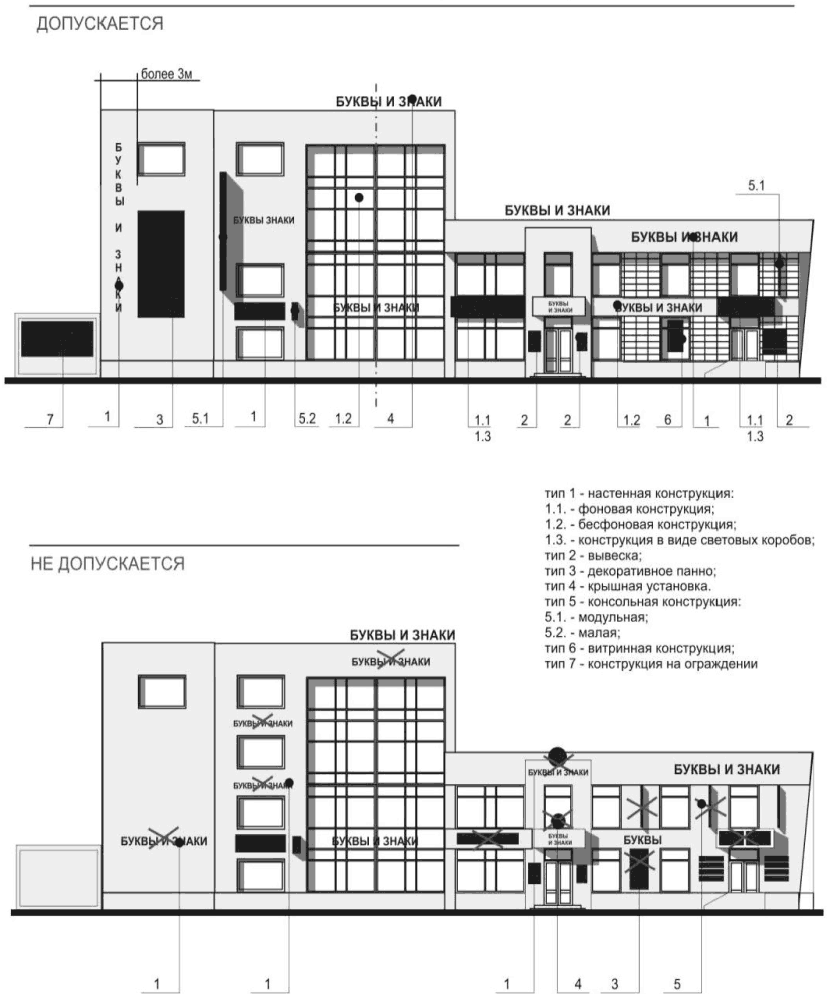 ДОПУСКАЕТСЯ
более 3м
БУКВЫ И ЗНАКИ
БУКВЫ И ЗНАКИ
БУКВЫ ЗНАКИ
5.1
БУКВЫ И ЗНАКИ
БУКВЫ И ЗНАКИ
БУКВЫ И ЗНАКИ
БУКВЫ И ЗНАКИ
БУКВЫ
И ЗНАКИ
7
1
3
5.1
1
5.2
1.2
4
1.1
1.3
2
2
1.2
6
1
1.1
1.3
2
тип 1 - настенная конструкция:
1.1. - фоновая конструкция;
1.2. - бесфоновая конструкция;
1.3. - конструкция в виде световых коробов;
тип 2 - вывеска;
тип 3 - декоративное панно;
тип 4 - крышная установка.
тип 5 - консольная конструкция:
5.1. - модульная;
5.2. - малая;
тип 6 - витринная конструкция;
тип 7 - конструкция на ограждении
НЕ ДОПУСКАЕТСЯ
БУКВЫ И ЗНАКИ
БУКВЫ И ЗНАКИ
БУКВЫ И ЗНАКИ
БУКВЫ И ЗНАКИ
БУКВЫ И ЗНАКИ
БУКВЫ И ЗНАКИ
БУКВЫ И ЗНАКИ
БУКВЫ И ЗНАКИ
БУКВЫ
И ЗНАКИ
БУКВЫ
1
1
1
4
3
5